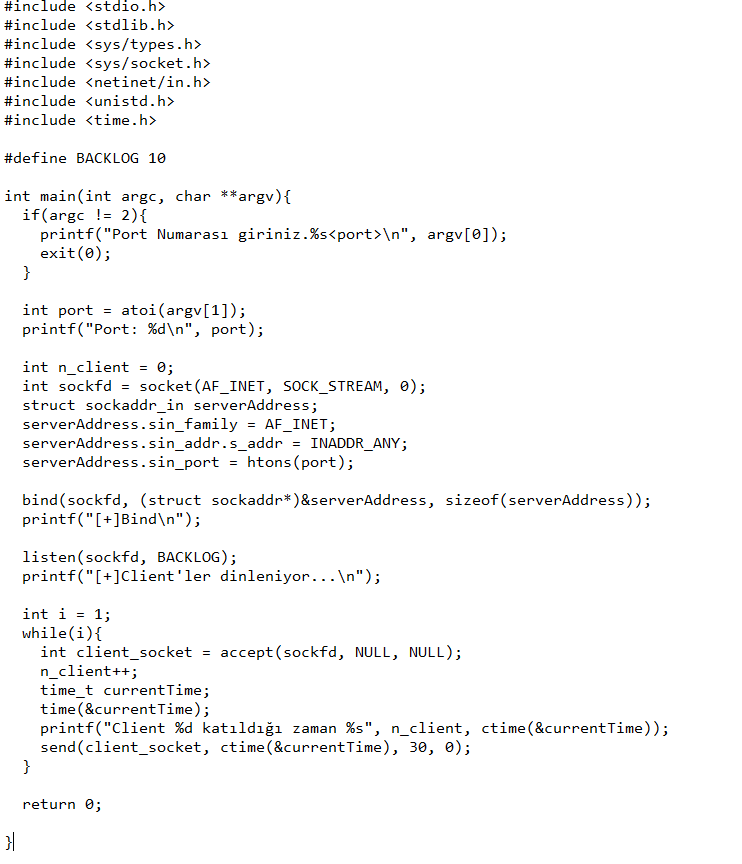 #include <stdio.h>
#include <stdlib.h>
#include <sys/types.h>
#include <sys/socket.h>
#include <netinet/in.h>
#include <unistd.h>
#include <time.h>

#define BACKLOG 10

int main(int argc, char **argv){
  if(argc != 2){
    printf("Port Numarası giriniz.%s<port>\n", argv[0]);
    exit(0);
  }

  int port = atoi(argv[1]);
  printf("Port: %d\n", port);

  int n_client = 0;
  int sockfd = socket(AF_INET, SOCK_STREAM, 0);
  struct sockaddr_in serverAddress;
  serverAddress.sin_family = AF_INET;
  serverAddress.sin_addr.s_addr = INADDR_ANY;
  serverAddress.sin_port = htons(port);

  bind(sockfd, (struct sockaddr*)&serverAddress, sizeof(serverAddress));
  printf("[+]Bind\n");

  listen(sockfd, BACKLOG);
  printf("[+]Client'ler dinleniyor...\n");

  int i = 1;
  while(i){
    int client_socket = accept(sockfd, NULL, NULL);
    n_client++;
    time_t currentTime;
    time(&currentTime);
    printf("Client %d katıldığı zaman %s", n_client, ctime(&currentTime));
    send(client_socket, ctime(&currentTime), 30, 0);
  }

  return 0;

}